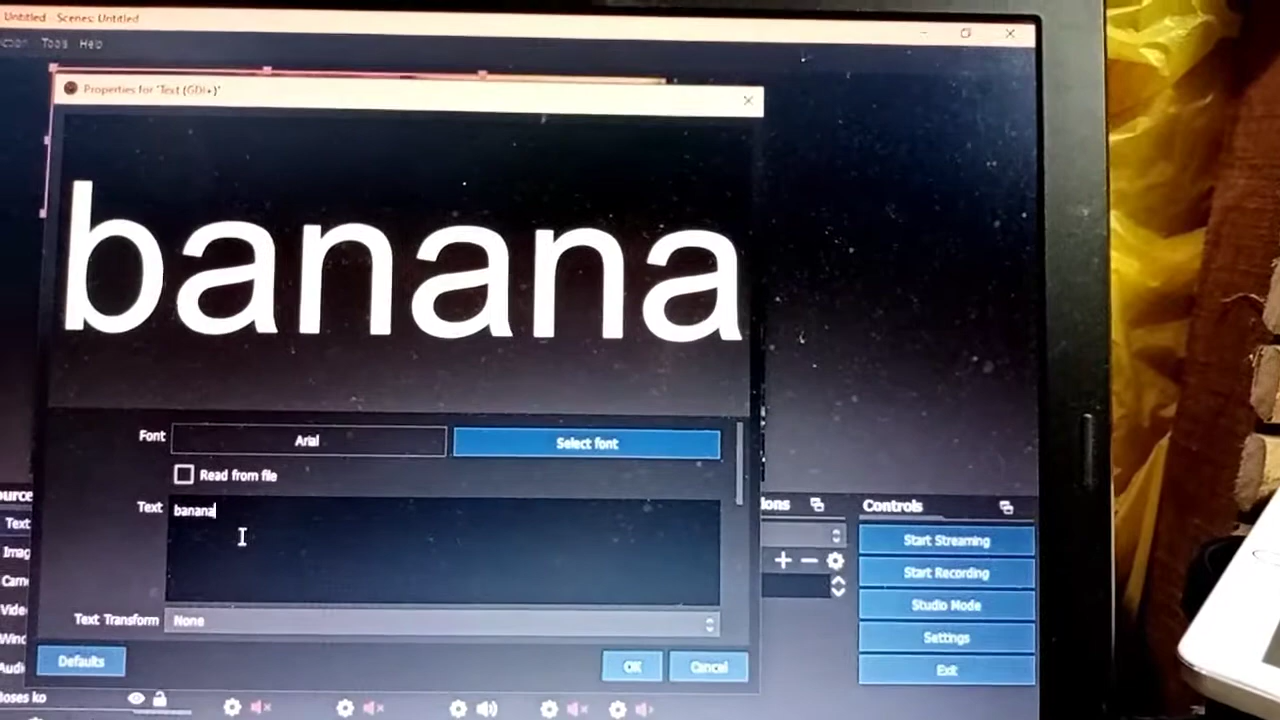 Untitled - Scenes: Untitled
Tools Help
Properties for 'Text (GDI+)'
banana
Font Arial Select font
Read from file
Text banana
Text Transform None
Defaults OK Cancel
Text
Controls
Start Streaming
Start Recording
Studio Mode
Settings
Exit